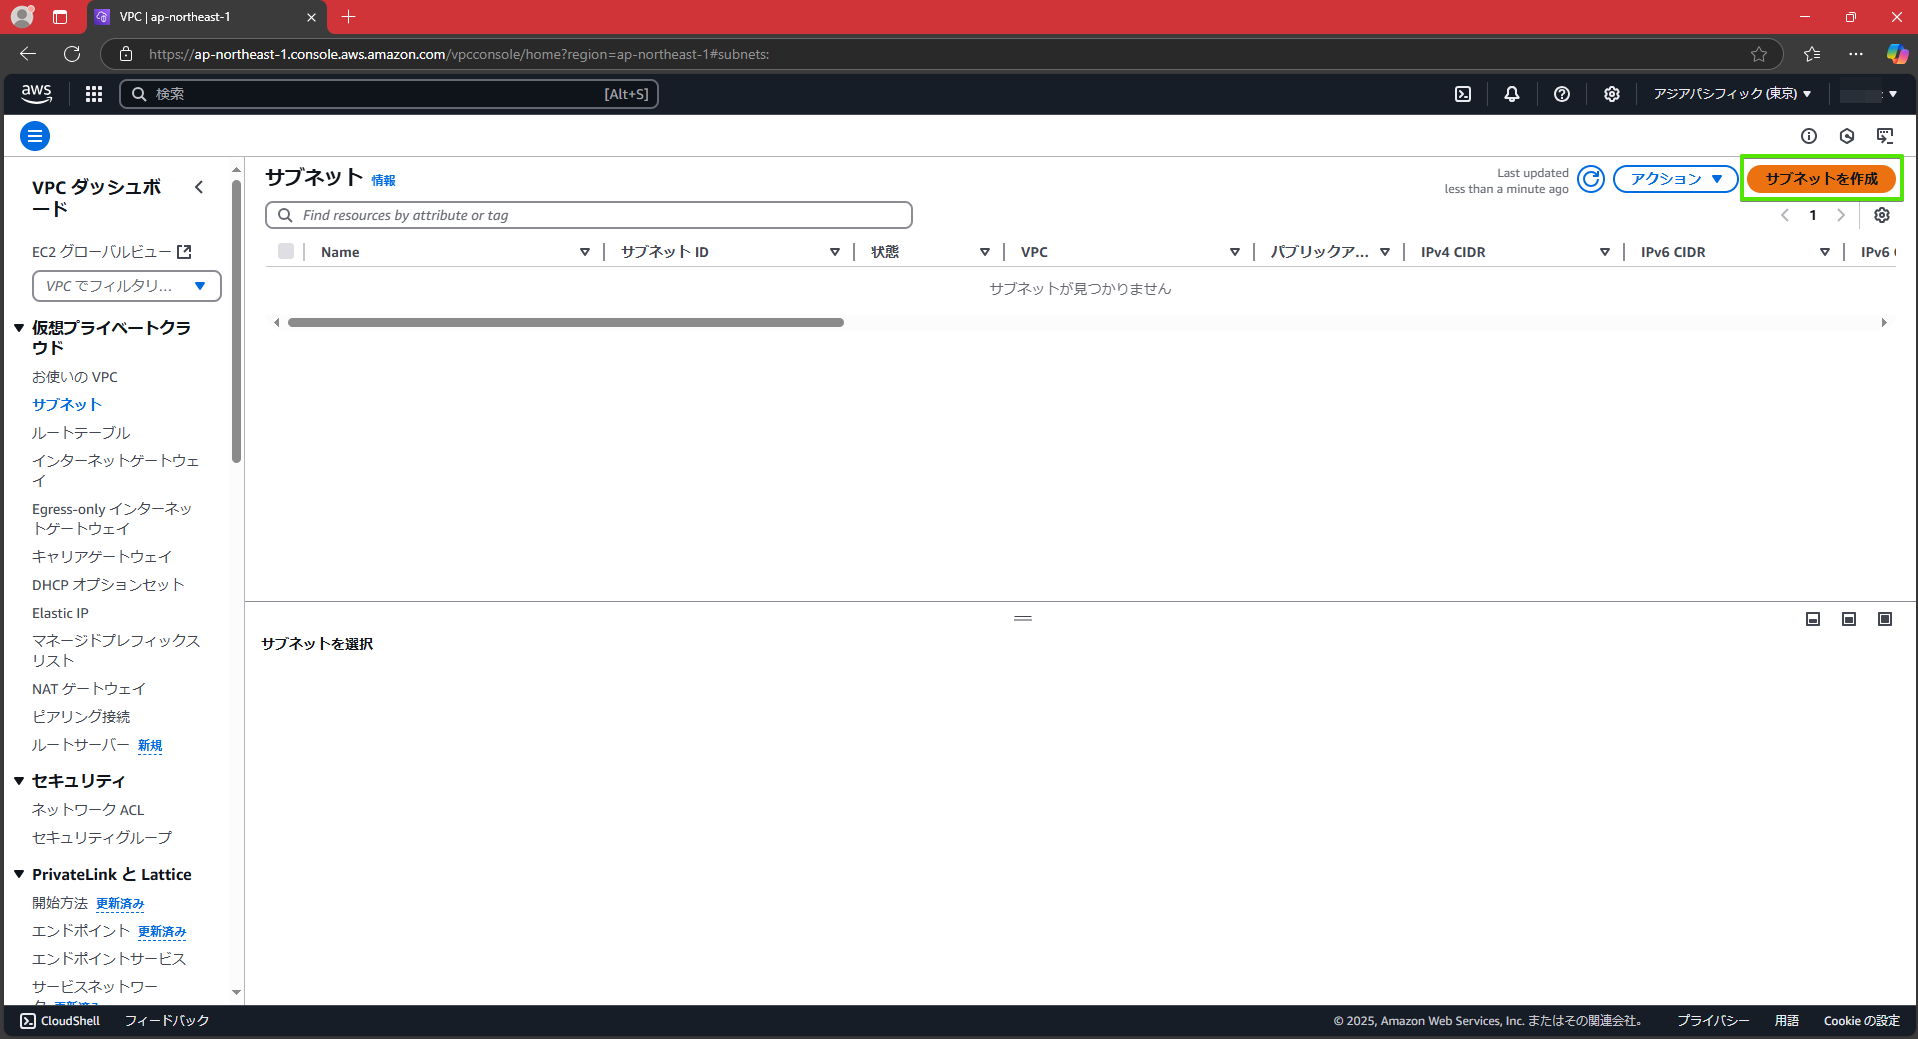 VPC | ap-northeast-1
https://ap-northeast-1.console.aws.amazon.com/vpcconsole/home?region=ap-northeast-1#subnets:
aws
検索
[Alt+S]
アジアパシフィック (東京)
VPC ダッシュボ
ード
EC2 グローバルビュー
VPC でフィルタリ...
仮想プライベートクラ
ウド
お使いの VPC
サブネット
ルートテーブル
インターネットゲートウェ
イ
Egress-only インターネッ
トゲートウェイ
キャリアゲートウェイ
DHCP オプションセット
Elastic IP
マネージドプレフィックス
リスト
NAT ゲートウェイ
ピアリング接続
ルートサーバー 新規
セキュリティ
ネットワーク ACL
セキュリティグループ
PrivateLink と Lattice
開始方法 更新済み
エンドポイント 更新済み
エンドポイントサービス
サービスネットワー
ク 更新済み
サブネット 情報
Last updated
less than a minute ago
アクション
サブネットを作成
Find resources by attribute or tag
1
Name
サブネット ID
状態
VPC
パブリックア...
IPv4 CIDR
IPv6 CIDR
IPv6
サブネットが見つかりません
サブネットを選択
CloudShell
フィードバック
© 2025, Amazon Web Services, Inc. またはその関連会社。
プライバシー
用語
Cookie の設定